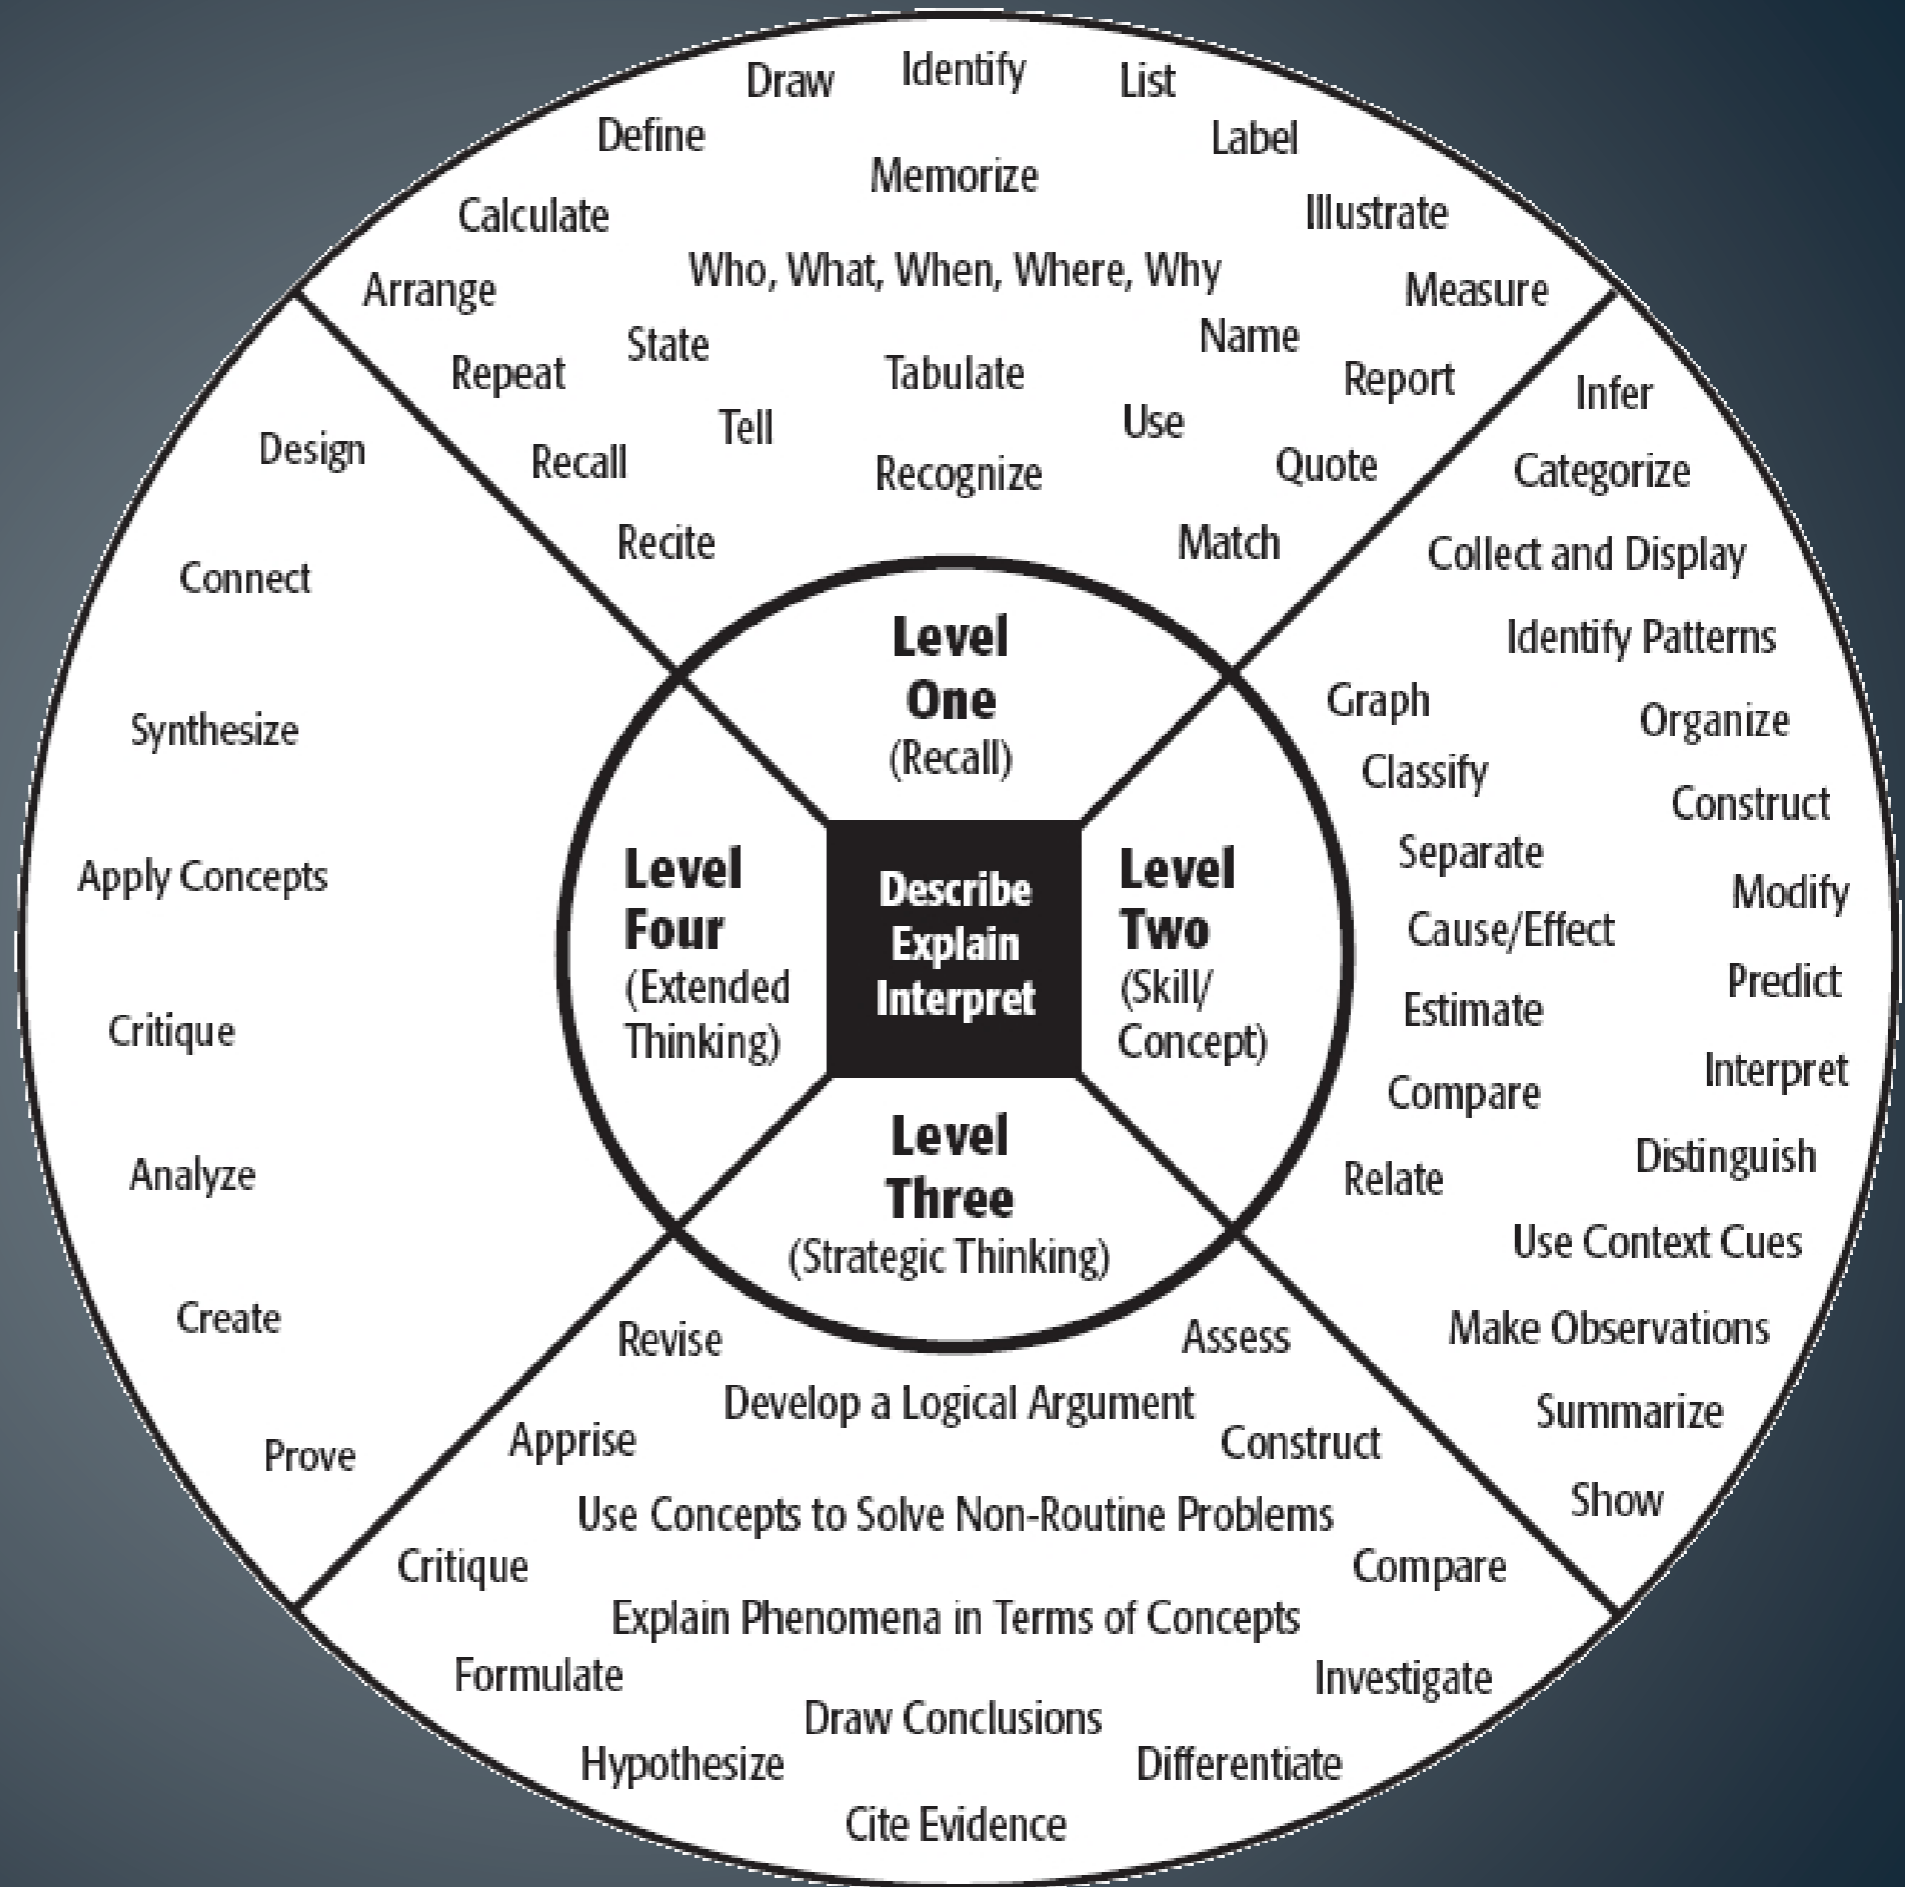 Draw
Identify
List
Define
Label
Memorize
Calculate
Illustrate
Who, What, When, Where, Why
Arrange
Measure
State
Name
Repeat
Tabulate
Report
Tell
Use
Recall
Recognize
Quote
Recite
Match
Level
One
(Recall)
Infer
Categorize
Collect and Display
Identify Patterns
Graph
Organize
Classify
Construct
Separate
Modify
Cause/Effect
Predict
Estimate
Interpret
Compare
Distinguish
Relate
Use Context Cues
Make Observations
Summarize
Show
Level
Two
(Skill/
Concept)
Describe
Explain
Interpret
Level
Three
(Strategic Thinking)
Revise
Assess
Develop a Logical Argument
Apprise
Construct
Use Concepts to Solve Non-Routine Problems
Critique
Compare
Explain Phenomena in Terms of Concepts
Formulate
Investigate
Draw Conclusions
Hypothesize
Differentiate
Cite Evidence
Level
Four
(Extended
Thinking)
Design
Connect
Synthesize
Apply Concepts
Critique
Analyze
Create
Prove